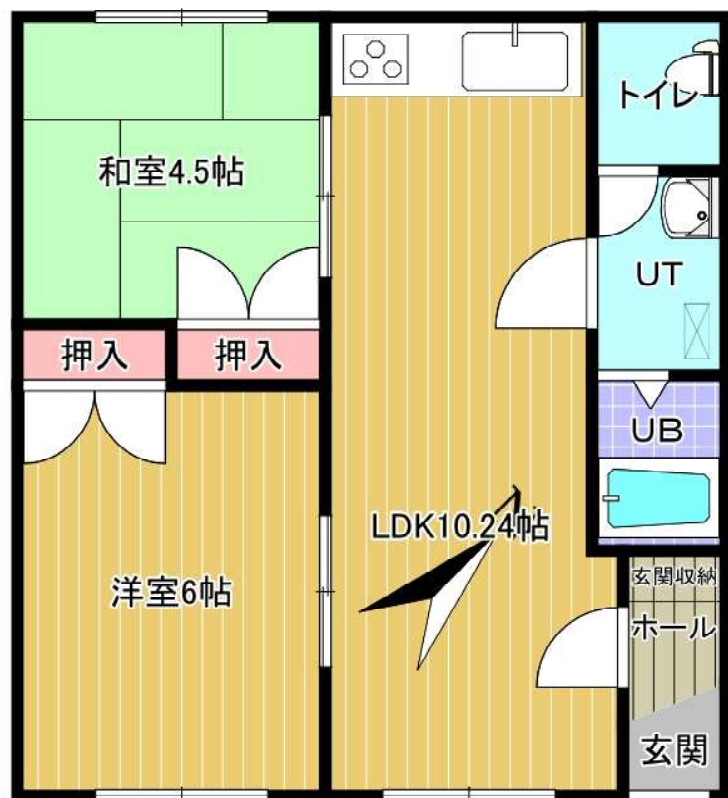 トイレ
和室4.5帖
UT
押入
押入
UB
LDK10.24帖
玄関収納
洋室6帖
ホール
玄関